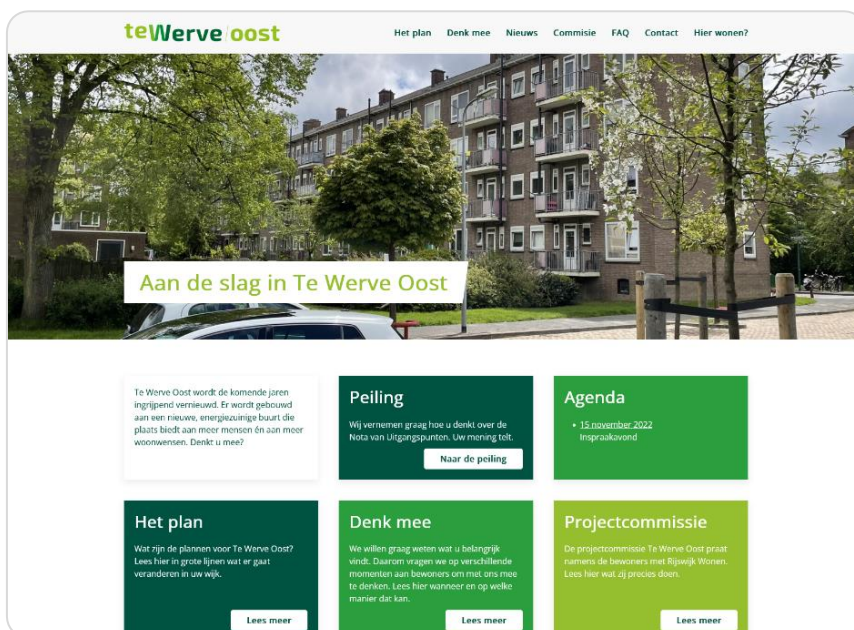 teWerve/oost
Het plan Denk mee Nieuws Commisie FAQ Contact Hier wonen?
Aan de slag in Te Werve Oost
Te Werve Oost wordt de komende jaren
ingrijpend vernieuwd. Er wordt gebouwd
aan een nieuwe, energiezuinige buurt die
plaats biedt aan meer mensen én aan meer
woonwensen. Denkt u mee?
Peiling
Wij vernemen graag hoe u denkt over de
Nota van Uitgangspunten. Uw mening telt.
Naar de peiling
Agenda
• 15 november 2022
Inspraakavond
Het plan
Wat zijn de plannen voor Te Werve Oost?
Lees hier in grote lijnen wat er gaat
veranderen in uw wijk.
Lees meer
Denk mee
We willen graag weten wat u belangrijk
vindt. Daarom vragen we op verschillende
momenten aan bewoners om met ons mee
te denken. Lees hier wanneer en op welke
manier dat kan.
Lees meer
Projectcommissie
De projectcommissie Te Werve Oost praat
namens de bewoners met Rijswijk Wonen.
Lees hier wat zij precies doen.
Lees meer